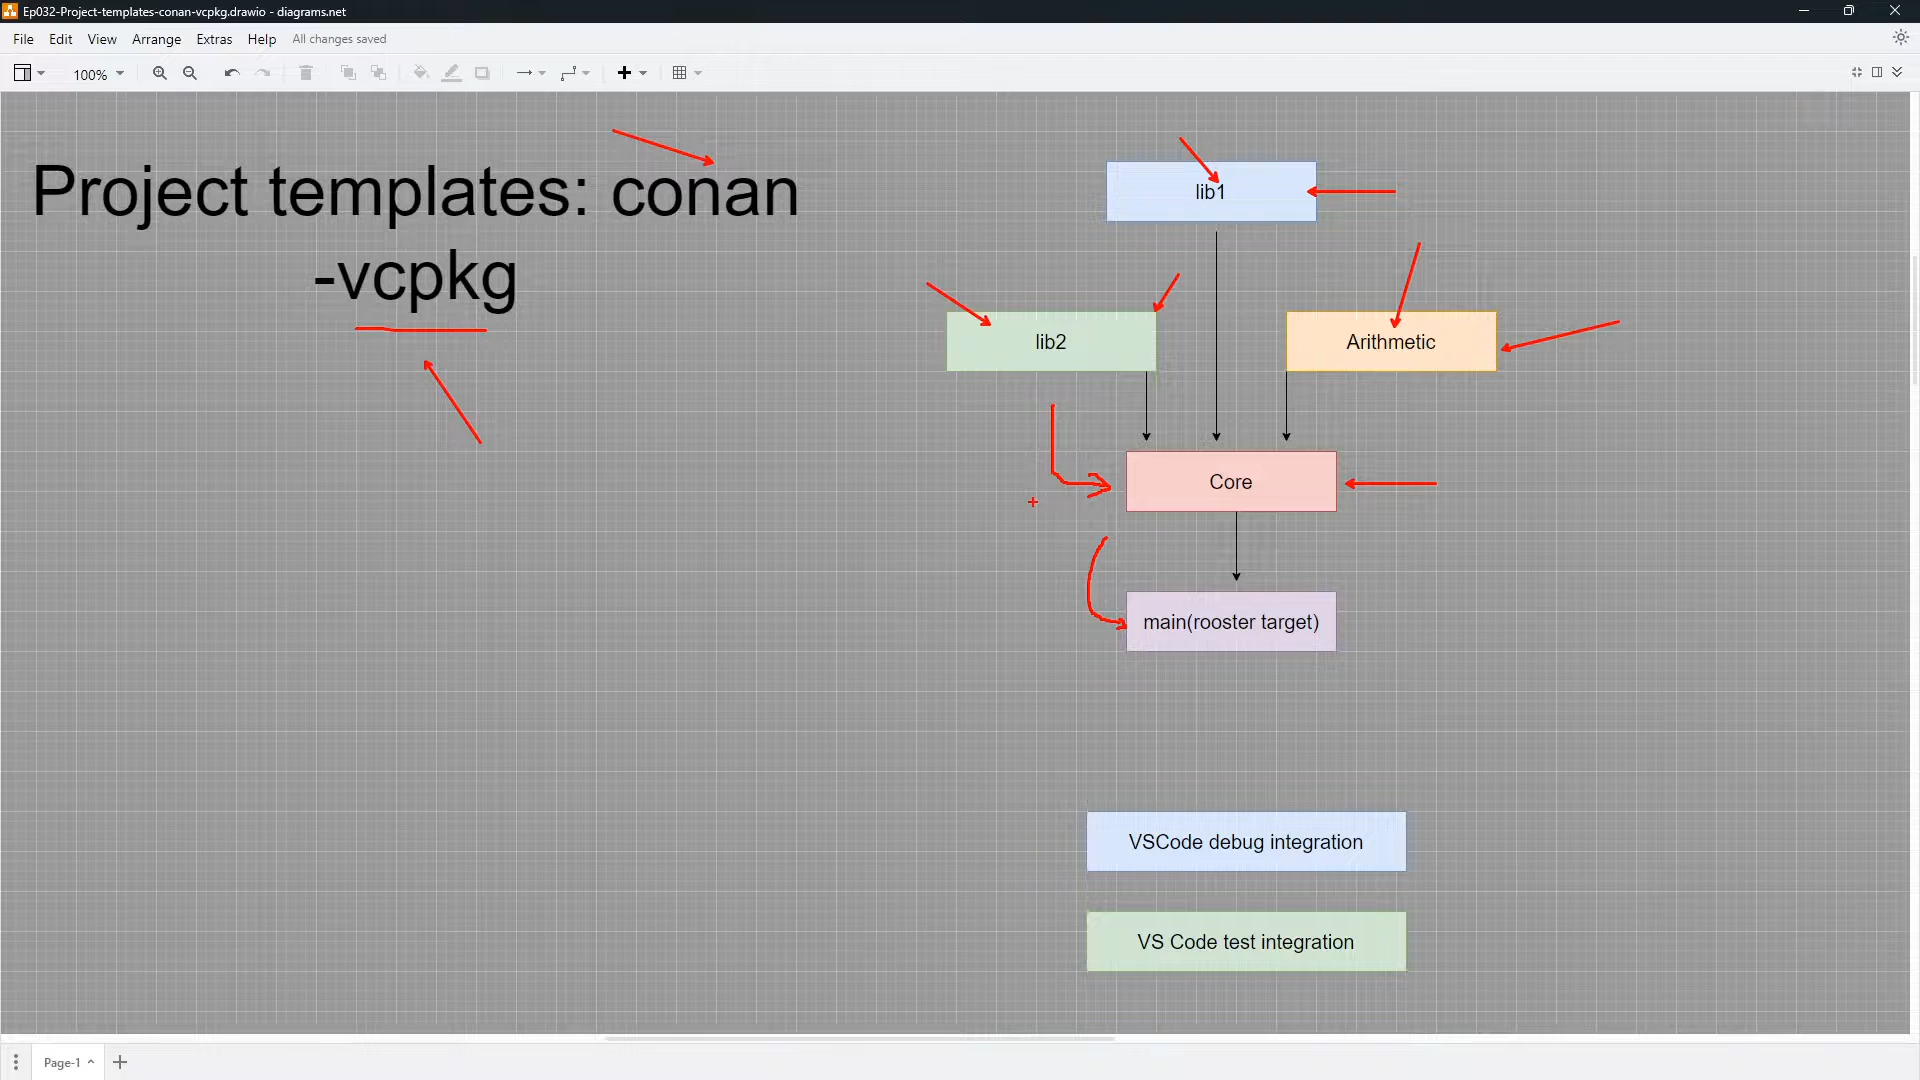 Ep032-Project-templates-conan-vcpkg.drawio - diagrams.net
File Edit View Arrange Extras Help All changes saved
100%
Project templates: conan
-vcpkg
lib1
lib2
Arithmetic
Core
main(rooster target)
VSCode debug integration
VS Code test integration
Page-1